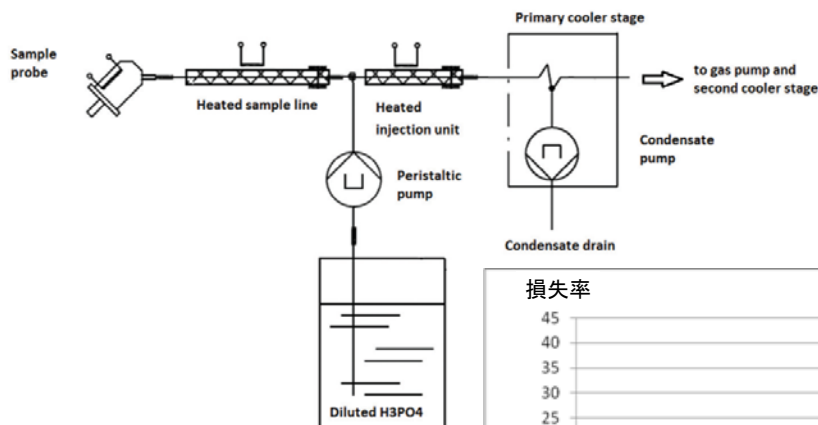 Primary cooler stage
Sample
probe
to gas pump and
second cooler stage
Heated sample line
Heated
injection unit
Condensate
pump
Peristaltic
pump
Condensate drain
Diluted H3PO4
損失率
45
40
35
30
25